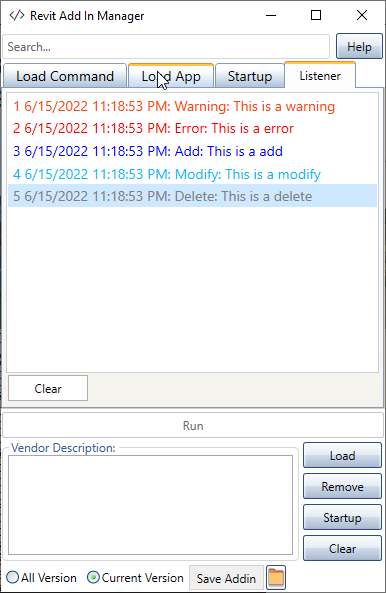 </> Revit Add In Manager
Search...
Help
Load Command Load App Startup Listener
1 6/15/2022 11:18:53 PM: Warning: This is a warning
2 6/15/2022 11:18:53 PM: Error: This is a error
3 6/15/2022 11:18:53 PM: Add: This is a add
4 6/15/2022 11:18:53 PM: Modify: This is a modify
5 6/15/2022 11:18:53 PM: Delete: This is a delete
Clear
Run
Vendor Description:
Load
Remove
Startup
Clear
All Version Current Version Save Addin